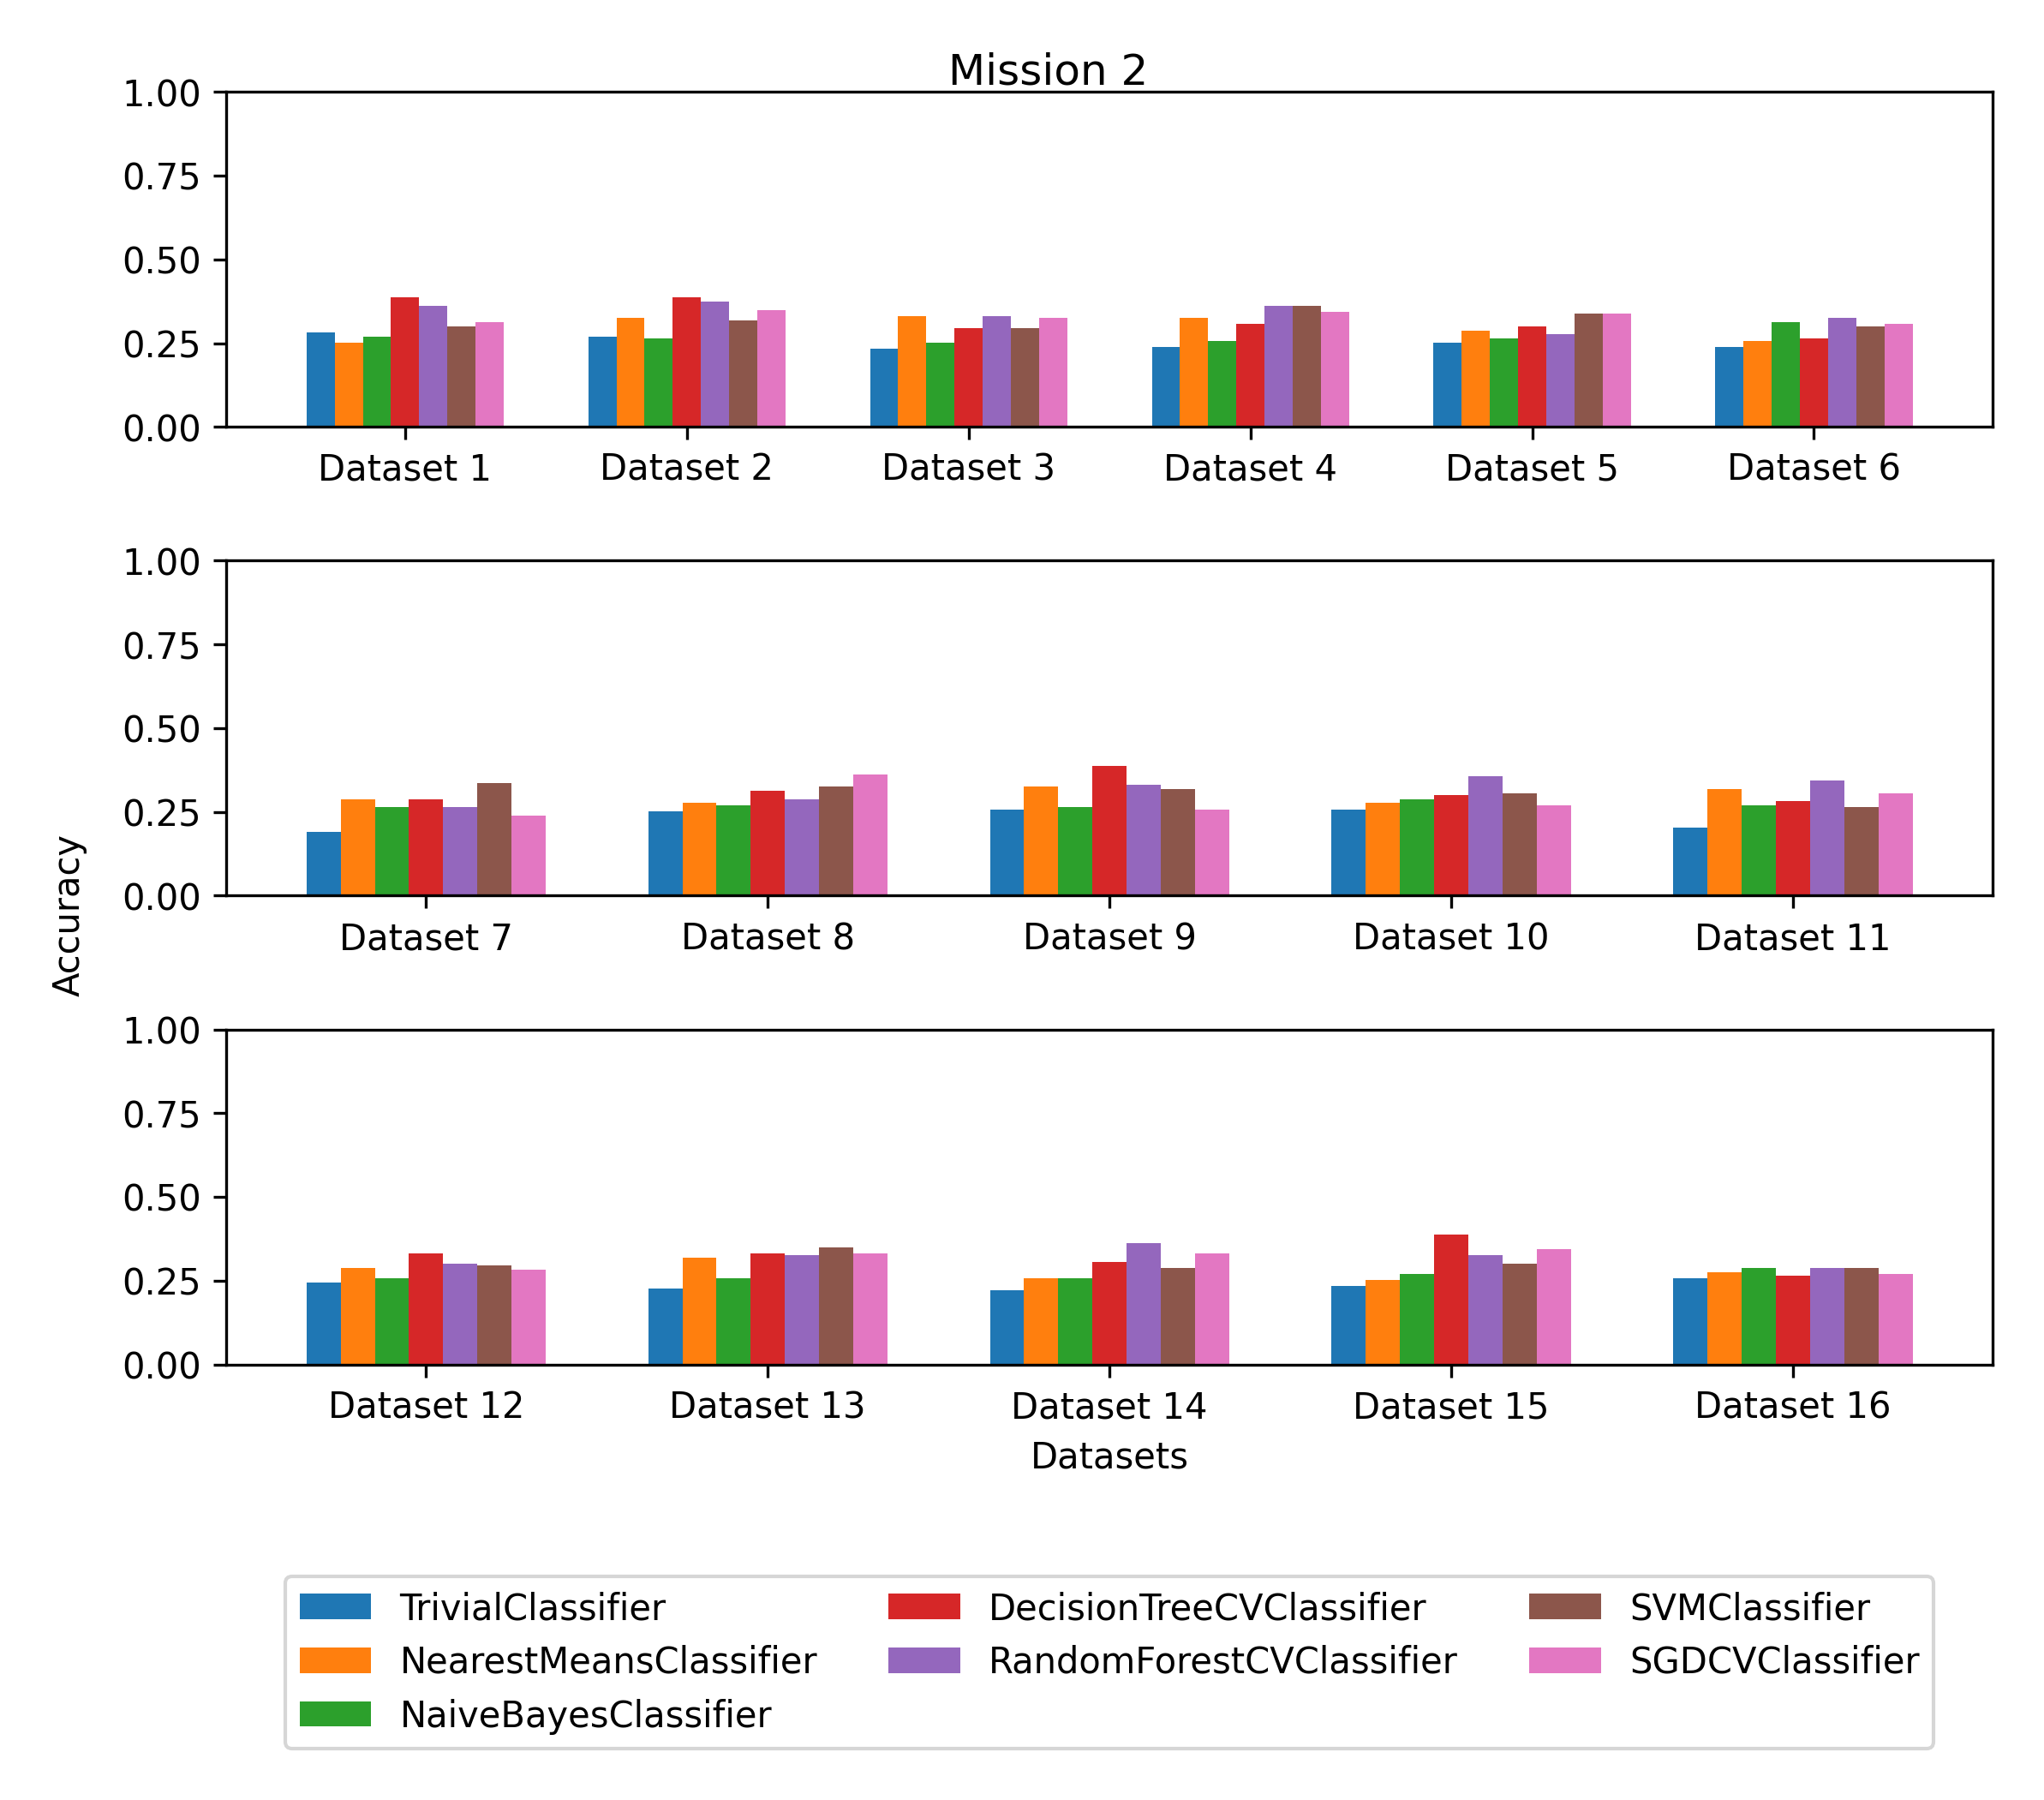 Mission 2
1.00
0.75
0.50
0.25
0.00
Dataset 1 Dataset 2 Dataset 3 Dataset 4 Dataset 5 Dataset 6
1.00
0.75
0.50
0.25
0.00
Dataset 7 Dataset 8 Dataset 9 Dataset 10 Dataset 11
Accuracy
1.00
0.75
0.50
0.25
0.00
Dataset 12 Dataset 13 Dataset 14 Dataset 15 Dataset 16
Datasets
TrivialClassifier
NearestMeansClassifier
NaiveBayesClassifier
DecisionTreeCVClassifier
RandomForestCVClassifier
SVMClassifier
SGDCVClassifier